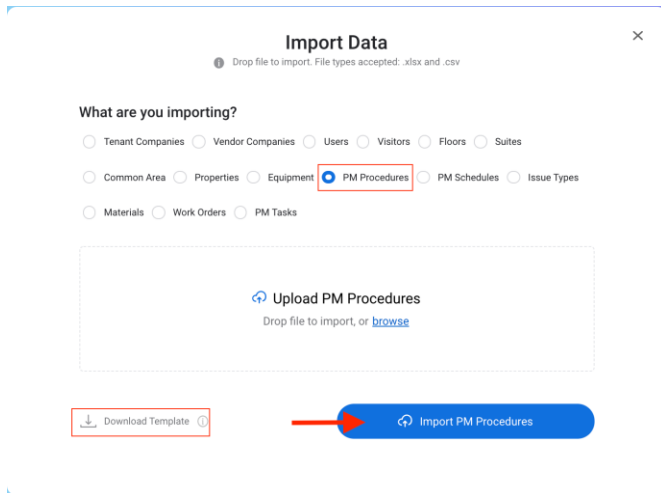 Import Data
Drop file to import. File types accepted: .xlsx and .csv
What are you importing?
Tenant Companies Vendor Companies Users Visitors Floors Suites
Common Area Properties Equipment PM Procedures PM Schedules Issue Types
Materials Work Orders PM Tasks
Upload PM Procedures
Drop file to import, or browse
Download Template Import PM Procedures